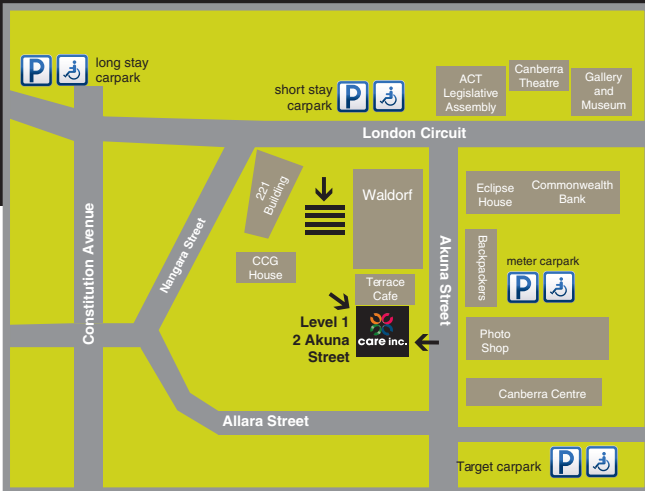 P
long stay
carpark
short stay
carpark
P
ACT
Legislative
Assembly
Canberra
Theatre
Gallery
and
Museum
London Circuit
221
Building
Waldorf
Eclipse
House
Commonwealth
Bank
Constitution Avenue
Nangara Street
CCG
House
Akuna Street
Backpackers
meter carpark
P
Terrace
Cafe
Level 1
2 Akuna
Street
care inc.
Photo
Shop
Canberra Centre
Allara Street
Target carpark
P